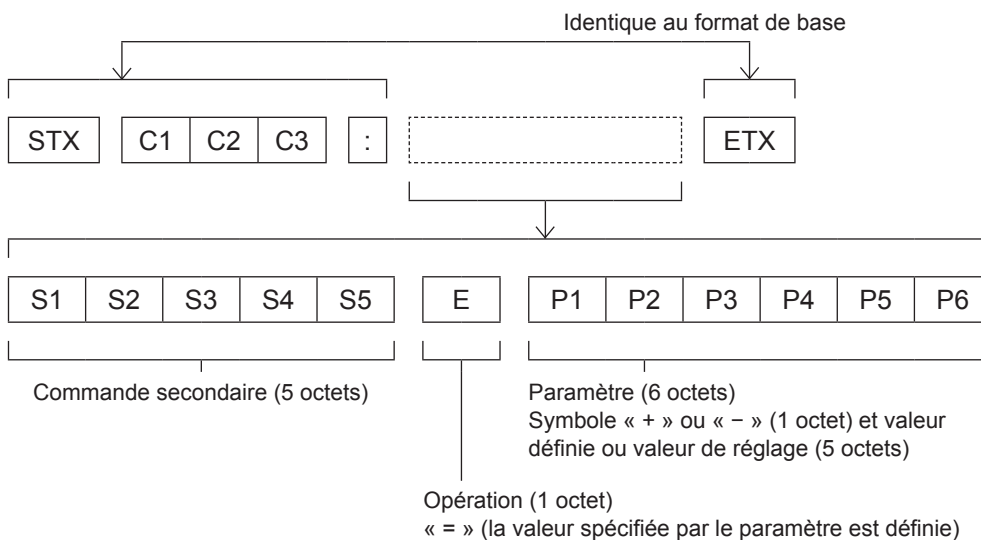 Identique au format de base
STX C1 C2 C3 : ETX
S1 S2 S3 S4 S5 E P1 P2 P3 P4 P5 P6
Commande secondaire (5 octets)
Paramètre (6 octets)
Symbole « + » ou « − » (1 octet) et valeur
définie ou valeur de réglage (5 octets)
Opération (1 octet)
« = » (la valeur spécifiée par le paramètre est définie)